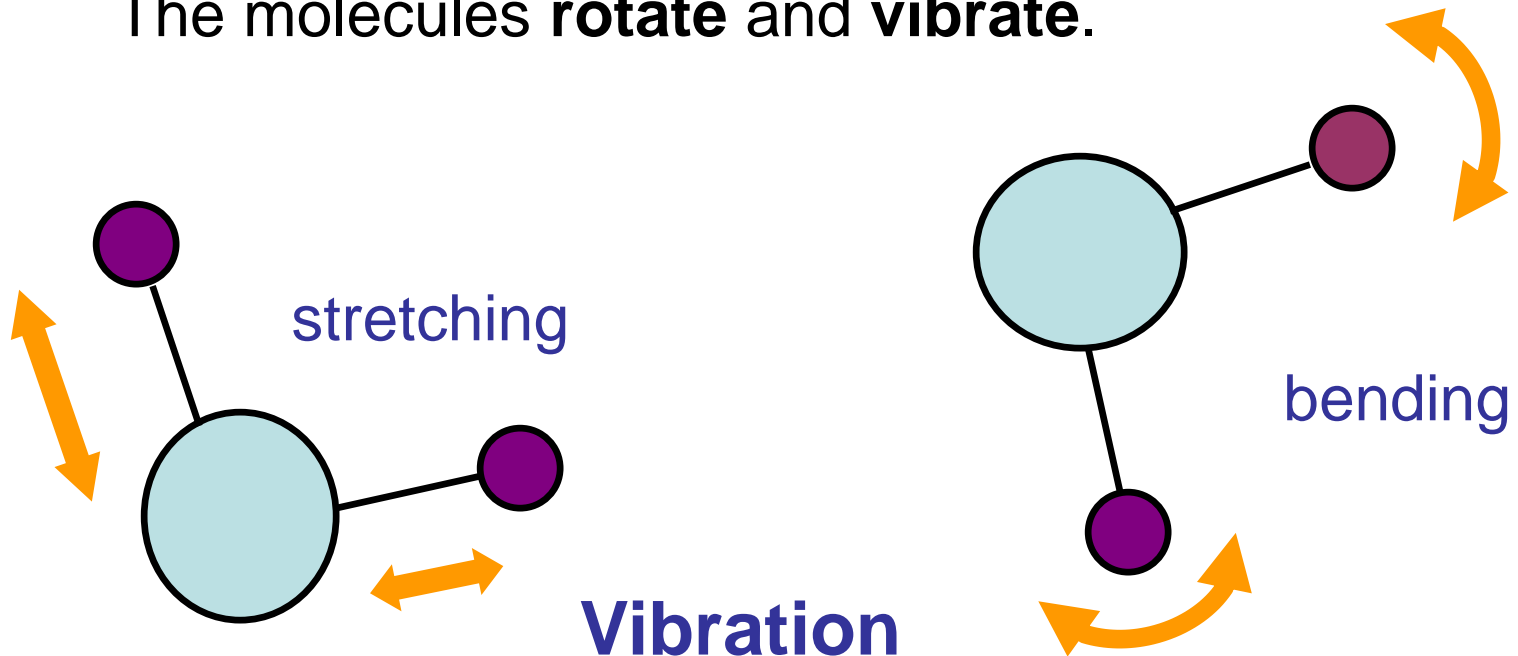 The molecules rotate and vibrate.
stretching
bending
Vibration